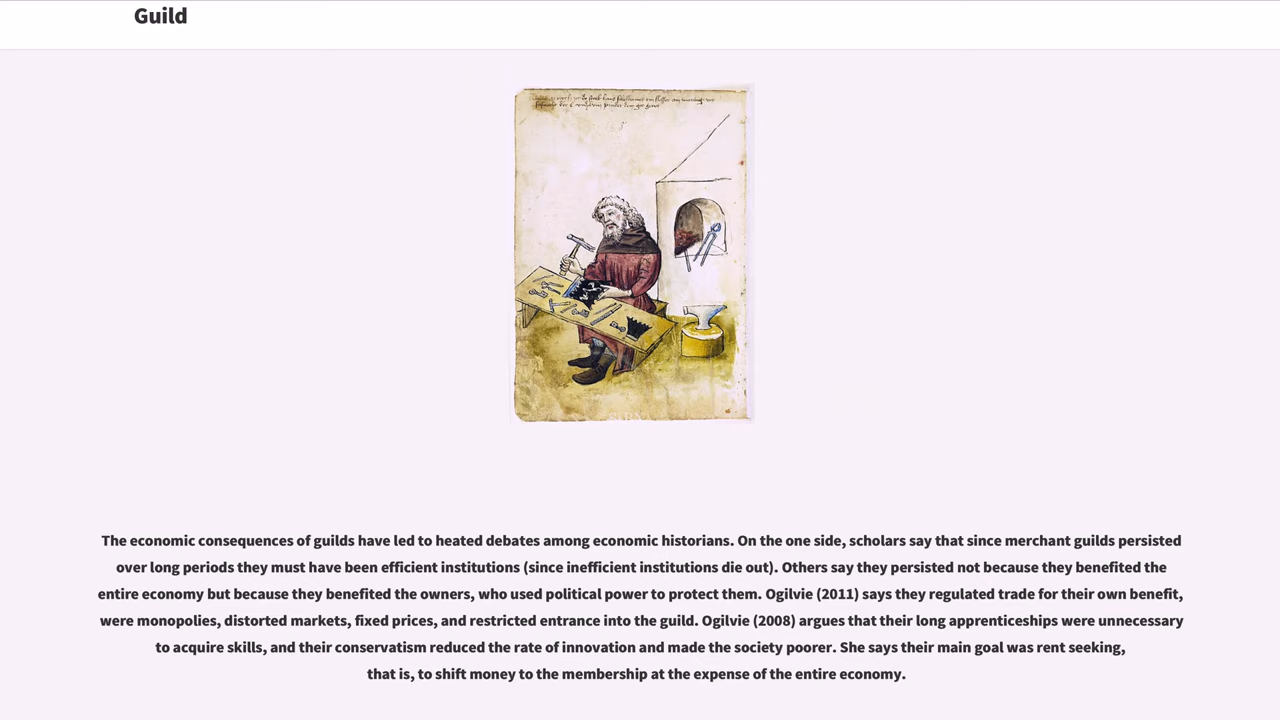 Guild
The economic consequences of guilds have led to heated debates among economic historians. On the one side, scholars say that since merchant guilds persisted
over long periods they must have been efficient institutions (since inefficient institutions die out). Others say they persisted not because they benefited the
entire economy but because they benefited the owners, who used political power to protect them. Ogilvie (2011) says they regulated trade for their own benefit,
were monopolies, distorted markets, fixed prices, and restricted entrance into the guild. Ogilvie (2008) argues that their long apprenticeships were unnecessary
to acquire skills, and their conservatism reduced the rate of innovation and made the society poorer. She says their main goal was rent seeking,
that is, to shift money to the membership at the expense of the entire economy.